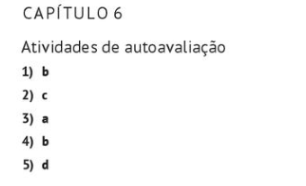 CAPÍTULO 6
Atividades de autoavaliação
1) b
2) c
3) a
4) b
5) d